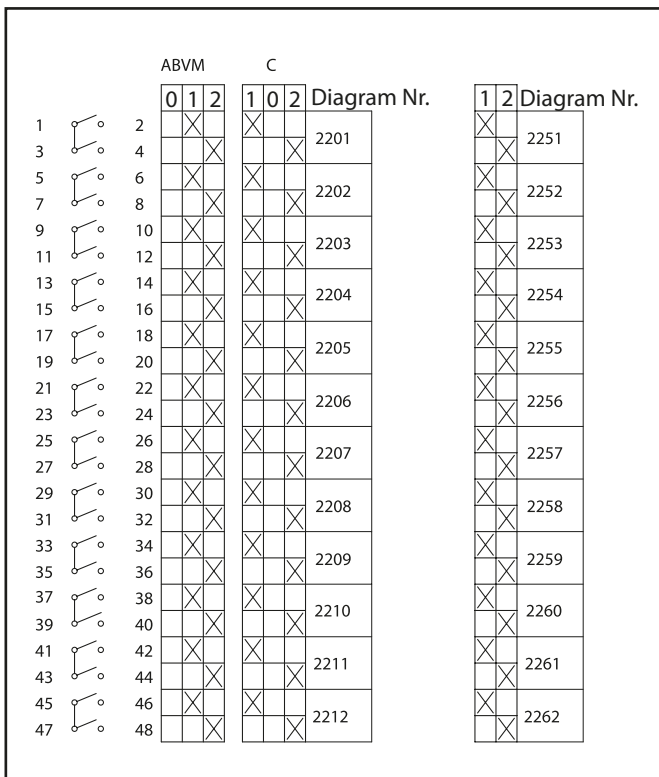 ABVM C
0 1 2 1 0 2 Diagram Nr. 1 2 Diagram Nr.
1 2 X X X
2201 2251
3 4 X X X
5 6 X X X
2202 2252
7 8 X X X
9 10 X X X
2203 2253
11 12 X X X
13 14 X X X
2204 2254
15 16 X X X
17 18 X X X
2205 2255
19 20 X X X
21 22 X X X
2206 2256
23 24 X X X
25 26 X X X
2207 2257
27 28 X X X
29 30 X X X
2208 2258
31 32 X X X
33 34 X X X
2209 2259
35 36 X X X
37 38 X X X
2210 2260
39 40 X X X
41 42 X X X
2211 2261
43 44 X X X
45 46 X X X
2212 2262
47 48 X X X